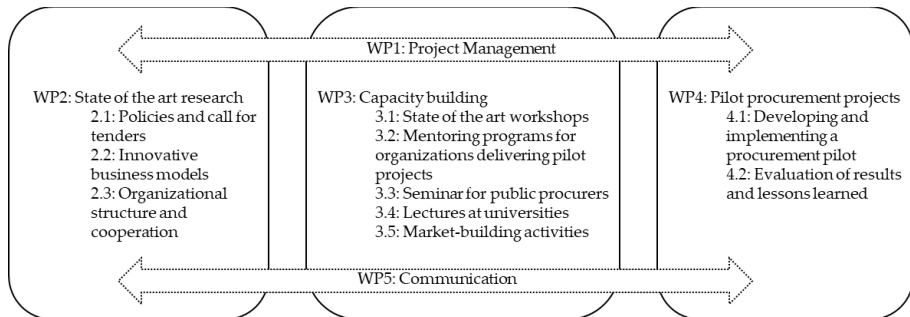 WP1: Project Management
WP2: State of the art research
2.1: Policies and call for
tenders
2.2: Innovative
business models
2.3: Organizational
structure and
cooperation
WP3: Capacity building
3.1: State of the art workshops
3.2: Mentoring programs for
organizations delivering pilot
projects
3.3: Seminar for public procurers
3.4: Lectures at universities
3.5: Market-building activities
WP4: Pilot procurement projects
4.1: Developing and
implementing a
procurement pilot
4.2: Evaluation of results
and lessons learned
WP5: Communication